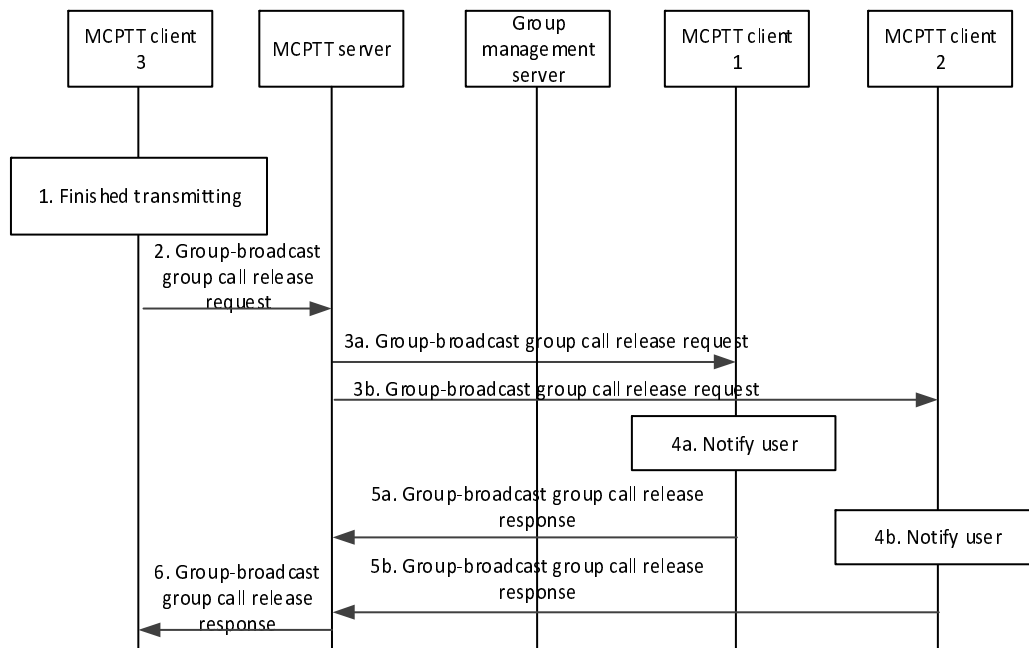 MCPTT client
3
MCPTT server
Group
management
server
MCPTT client
1
MCPTT client
2
1. Finished transmitting
2. Group-broadcast
group call release
request
3a. Group-broadcast group call release request
3b. Group-broadcast group call release request
4a. Notify user
5a. Group-broadcast group call release
response
4b. Notify user
5b. Group-broadcast group call release
response
6. Group-broadcast
group call release
response